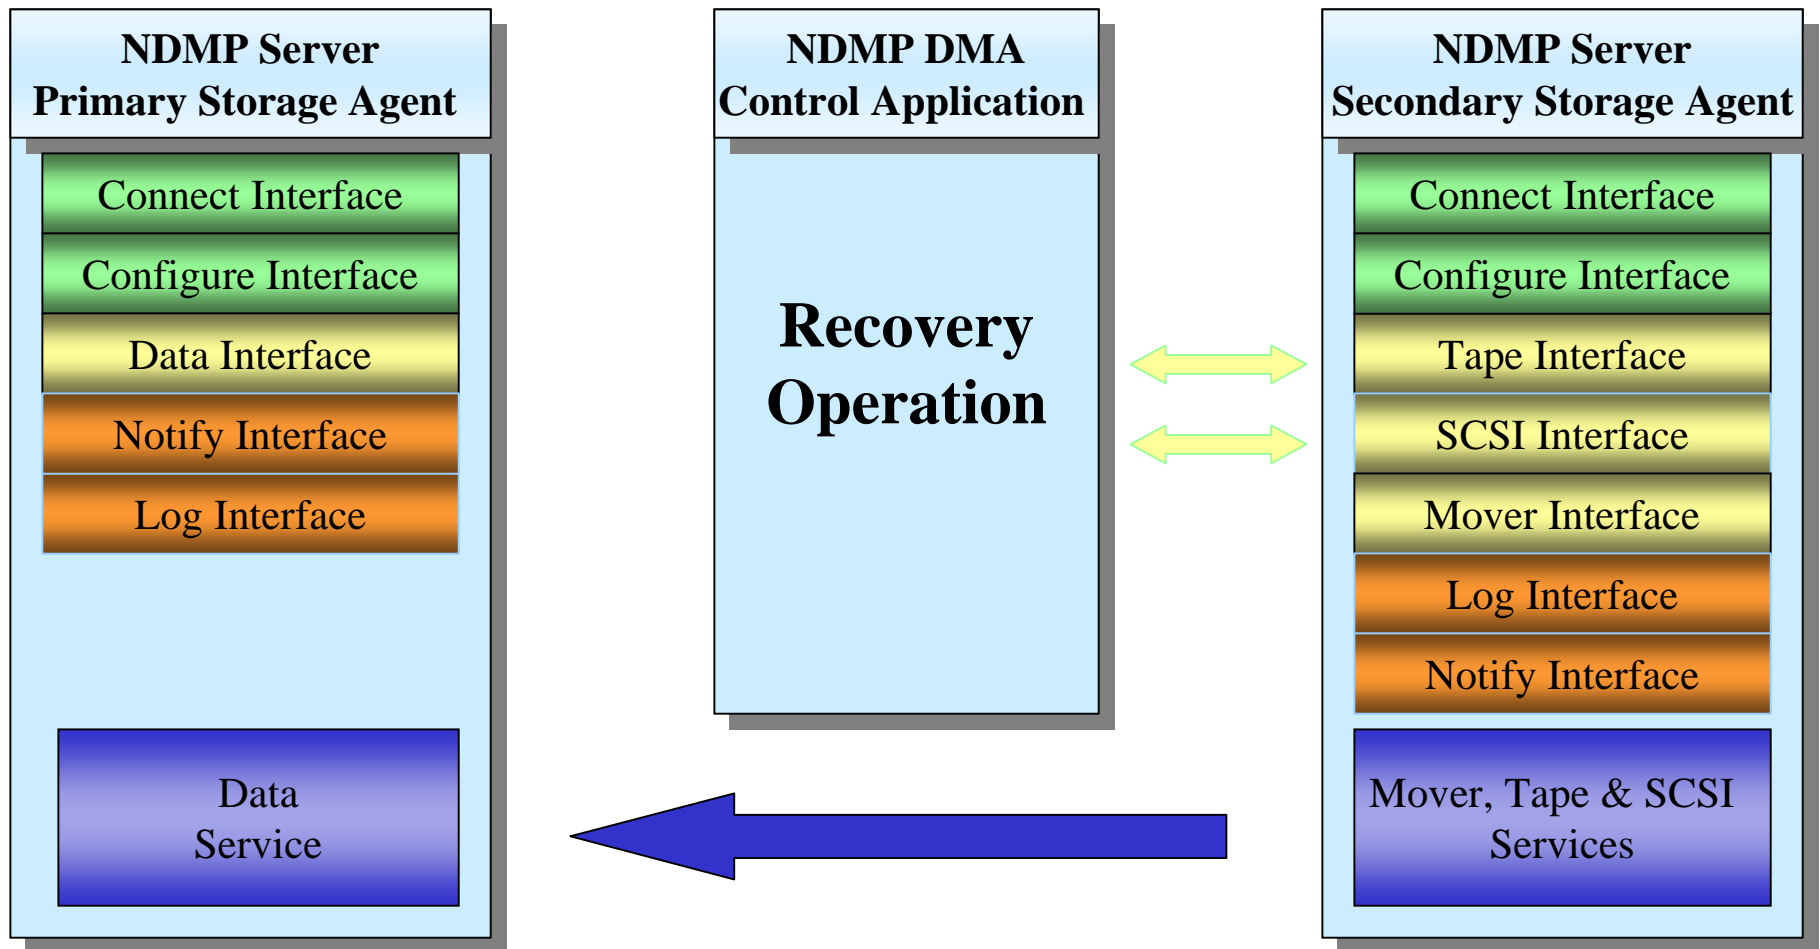 NDMP Server
Primary Storage Agent
Connect Interface
Configure Interface
Data Interface
Notify Interface
Log Interface
Data
Service
NDMP DMA
Control Application
Recovery
Operation
NDMP Server
Secondary Storage Agent
Connect Interface
Configure Interface
Tape Interface
SCSI Interface
Mover Interface
Log Interface
Notify Interface
Mover, Tape & SCSI
Services